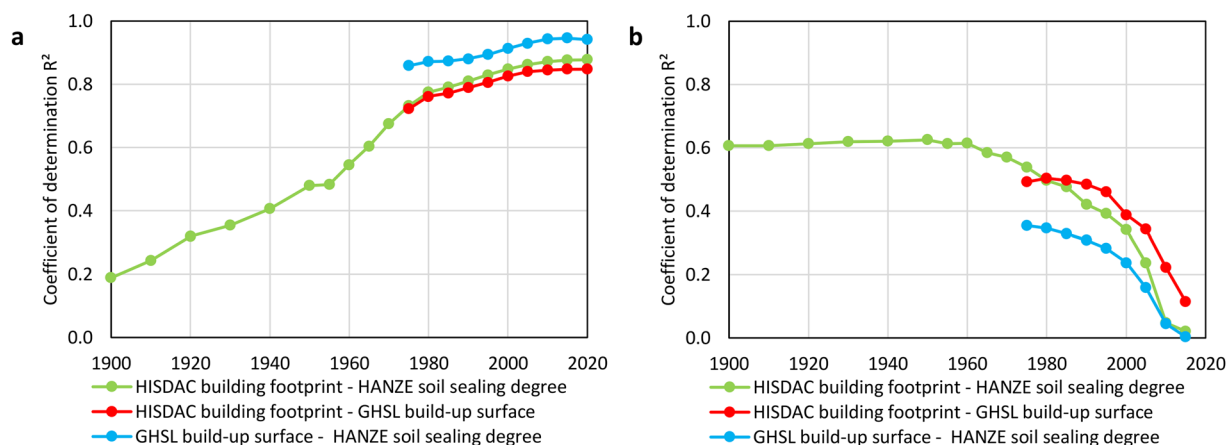 a
Coefficient of determination R²
1.0
0.8
0.6
0.4
0.2
0.0
1900 1920 1940 1960 1980 2000 2020
HISDAC building footprint - HANZE soil sealing degree
HISDAC building footprint - GHSL build-up surface
GHSL build-up surface - HANZE soil sealing degree
b
Coefficient of determination R²
1.0
0.8
0.6
0.4
0.2
0.0
1900 1920 1940 1960 1980 2000 2020
HISDAC building footprint - HANZE soil sealing degree
HISDAC building footprint - GHSL build-up surface
GHSL build-up surface - HANZE soil sealing degree